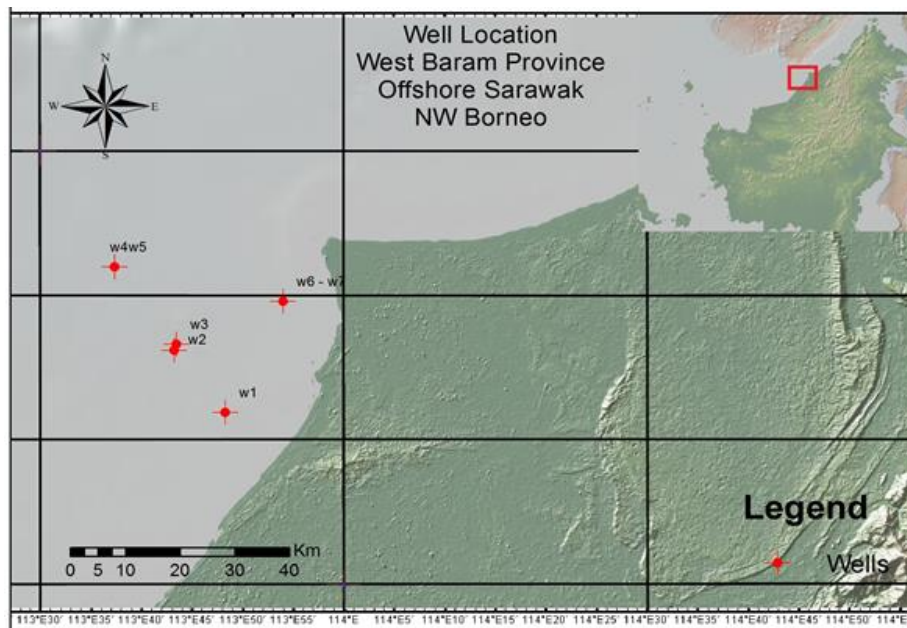 Well Location
West Baram Province
Offshore Sarawak
NW Borneo
N
W
E
S
w4w5
w6 - w7
w3
w2
w1
Legend
Wells
Km
0 5 10 20 30 40
113°E30' 113°E35' 113°E40' 113°E45' 113°E50' 113°E55' 114°E 114°E5' 114°E10' 114°E15' 114°E20' 114°E25' 114°E30' 114°E35' 114°E40' 114°E45' 114°E50'